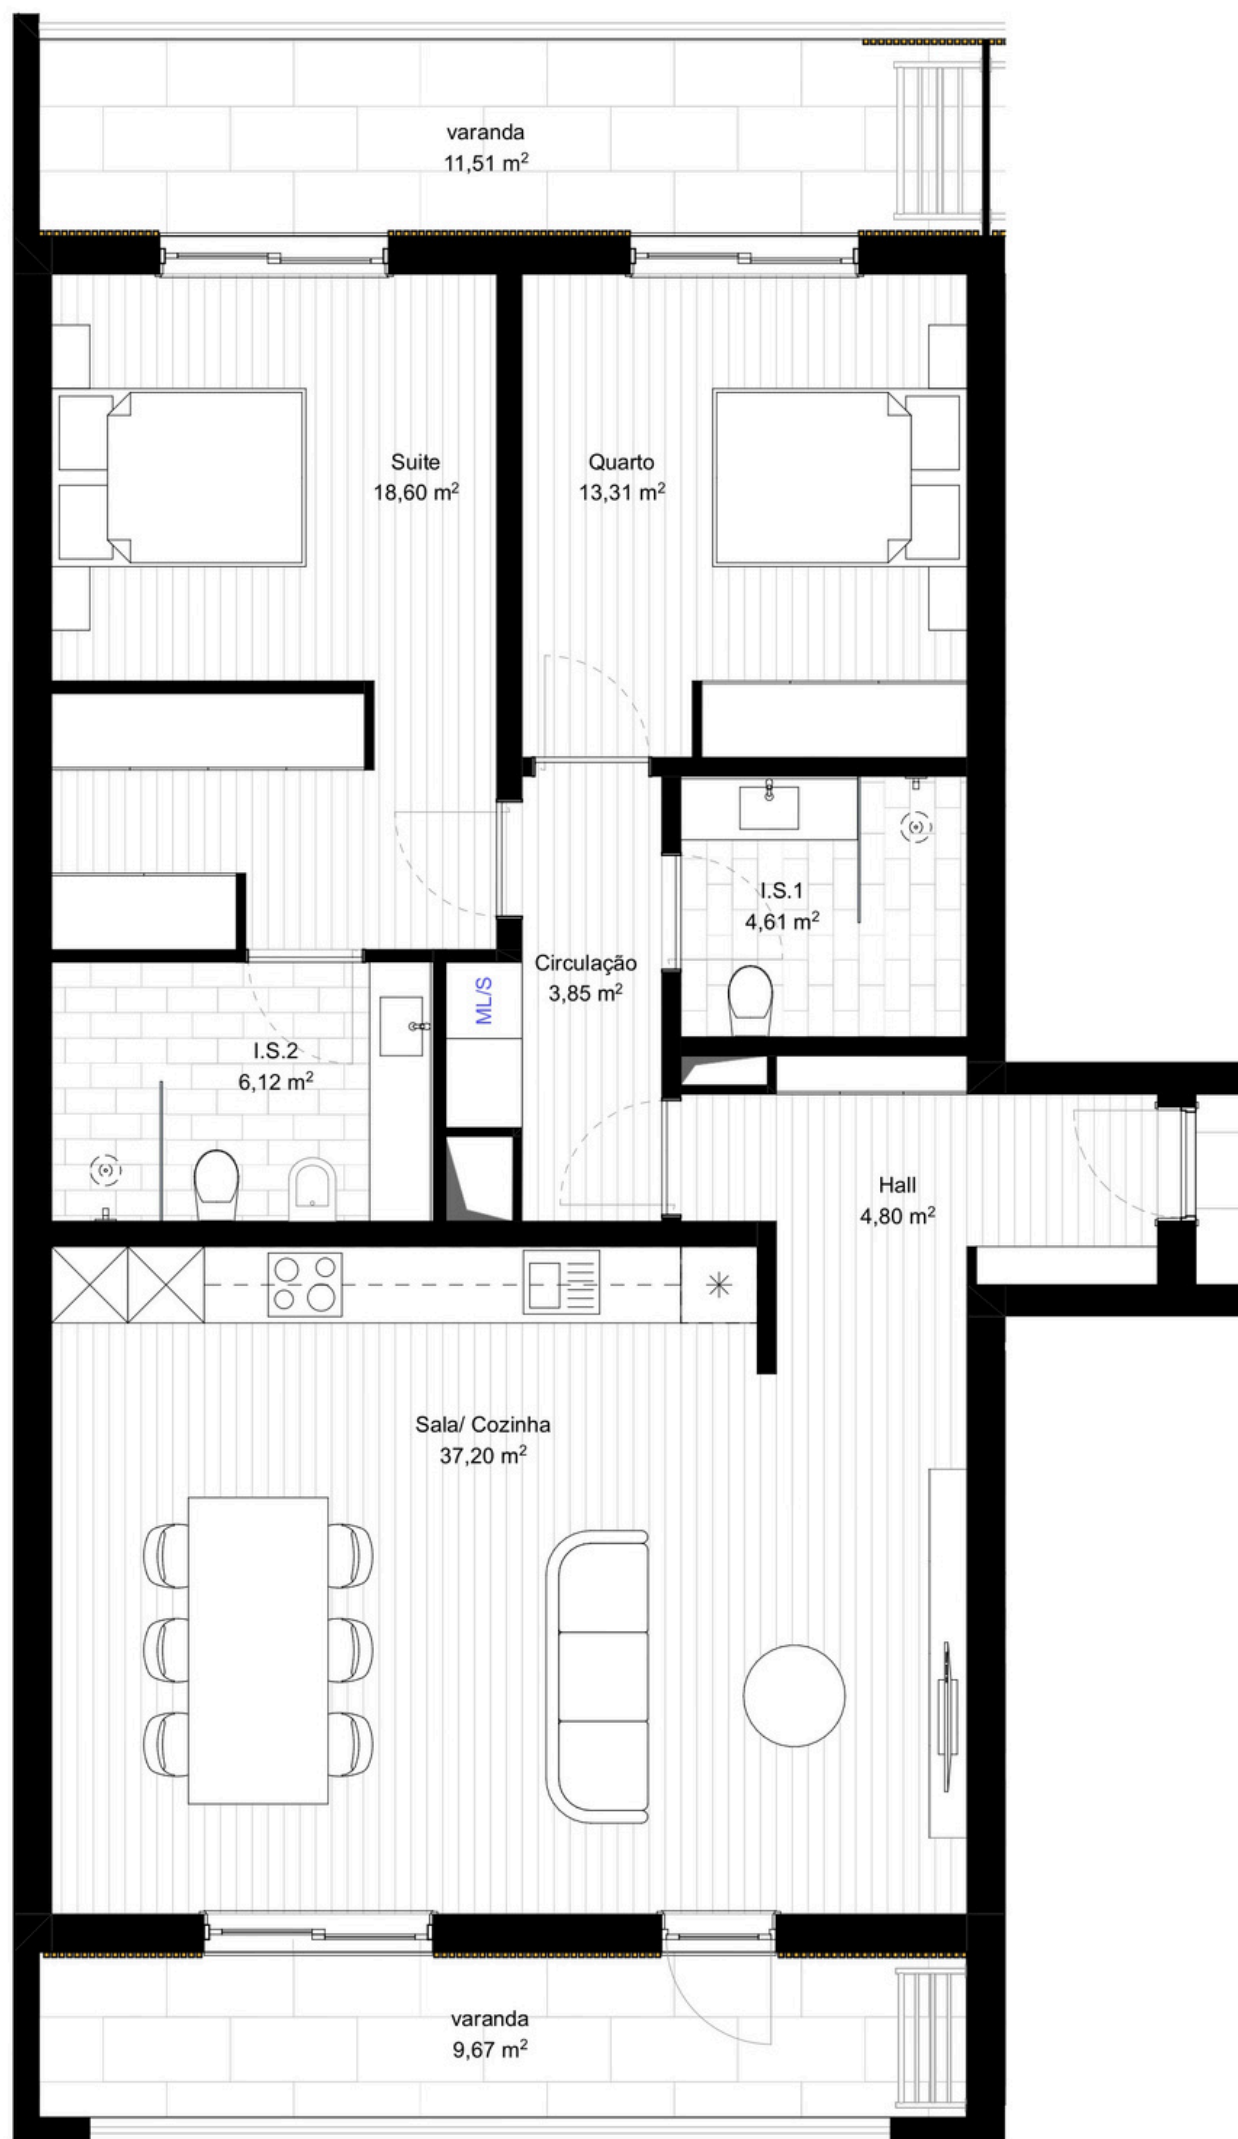 varanda
11,51 m²
Suite
18,60 m²
Quarto
13,31 m²
I.S.1
4,61 m²
Circulação
3,85 m²
ML/S
I.S.2
6,12 m²
Hall
4,80 m²
Sala/ Cozinha
37,20 m²
varanda
9,67 m²